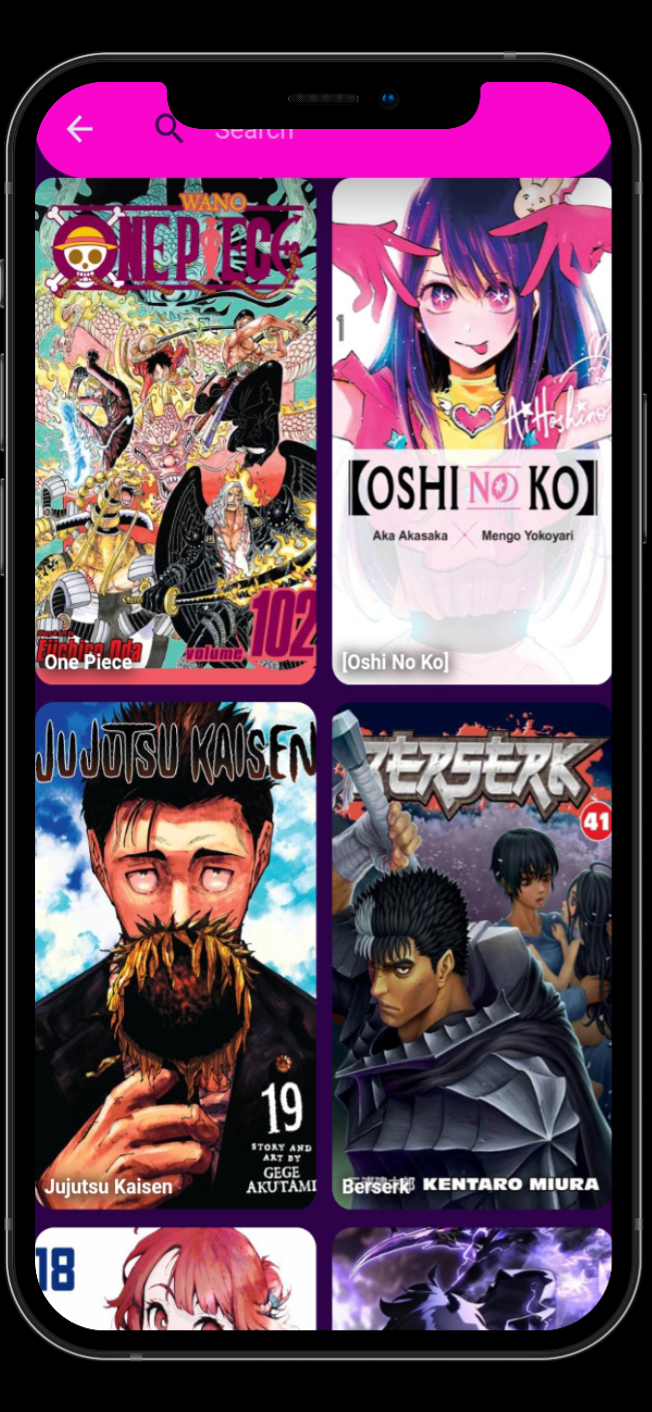 Search
WANO
ONE PIECE
Eiichiro Oda
volume 102
One Piece
1
Ai Hoshino
【OSHI NO KO】
Aka Akasaka × Mengo Yokoyari
[Oshi No Ko]
JUJUTSU KAISEN
19
STORY AND
ART BY
GEGE
AKUTAMI
Jujutsu Kaisen
BERSERK
41
KENTARO MIURA
Berserk
18